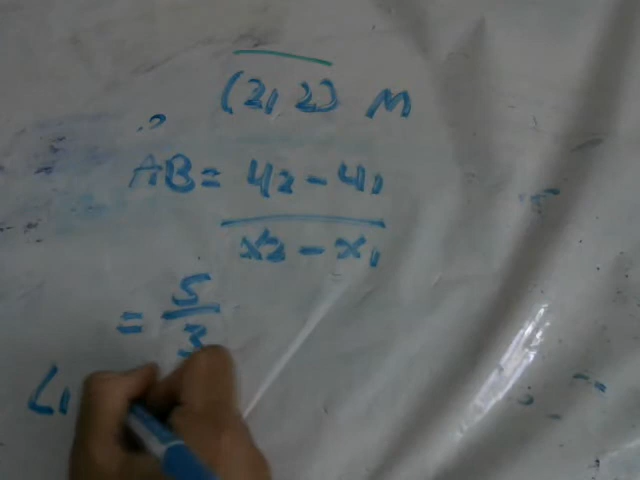 (2, 2) M
AB = y2 - y1
x2 - x1
= 5
3
L1